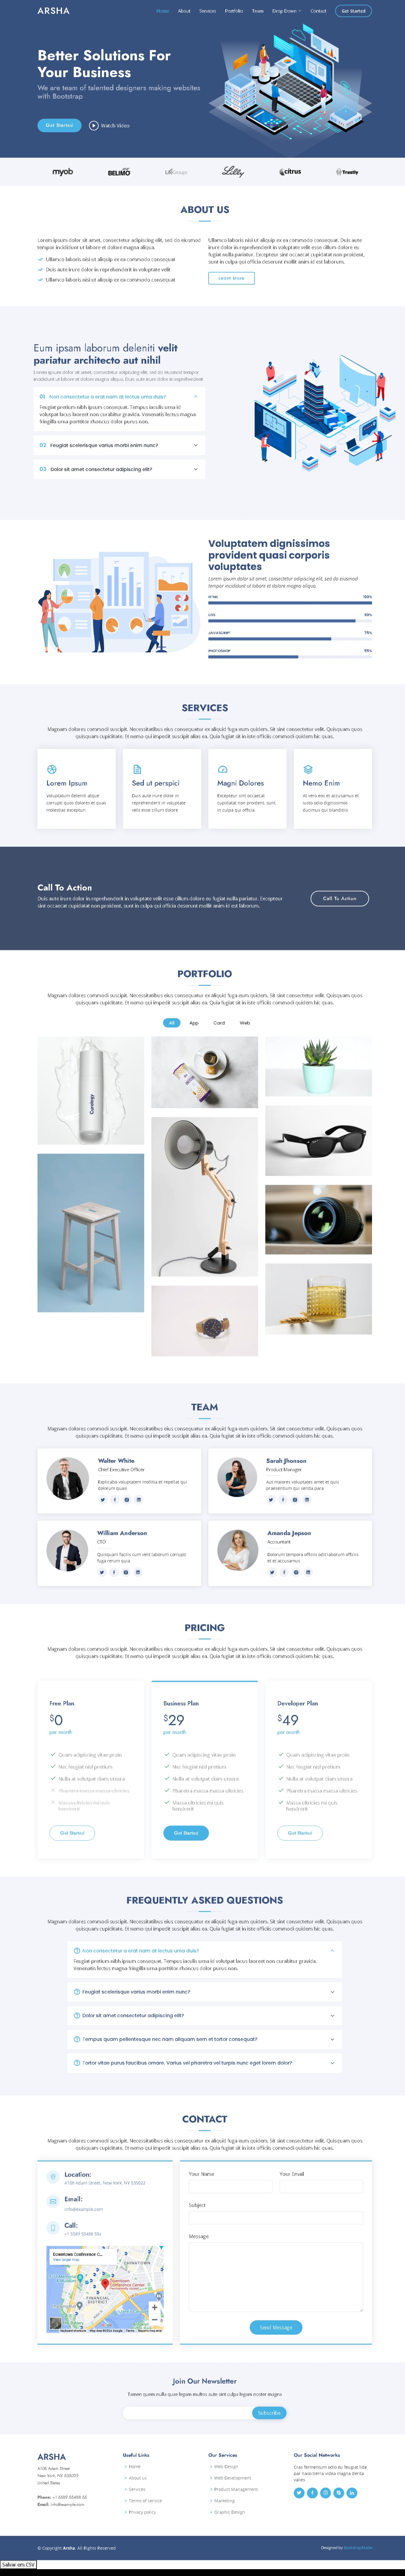 ARSHA
Home About Services Portfolio Team Drop Down Contact Get Started
Better Solutions For
Your Business
We are team of talented designers making websites
with Bootstrap
Get Started Watch Video
myob BELIMO LifeGroups Lilly citrus Trustly
ABOUT US
Lorem ipsum dolor sit amet, consectetur adipiscing elit, sed do eiusmod
tempor incididunt ut labore et dolore magna aliqua.
Ullamco laboris nisi ut aliquip ex ea commodo consequat
Duis aute irure dolor in reprehenderit in voluptate velit
Ullamco laboris nisi ut aliquip ex ea commodo consequat
Ullamco laboris nisi ut aliquip ex ea commodo consequat. Duis aute
irure dolor in reprehenderit in voluptate velit esse cillum dolore eu
fugiat nulla pariatur. Excepteur sint occaecat cupidatat non proident,
sunt in culpa qui officia deserunt mollit anim id est laborum.
Learn More
Eum ipsam laborum deleniti velit
pariatur architecto aut nihil
Lorem ipsum dolor sit amet, consectetur adipiscing elit, sed do eiusmod tempor
incididunt ut labore et dolore magna aliqua. Duis aute irure dolor in reprehenderit
01 Non consectetur a erat nam at lectus urna duis?
Feugiat pretium nibh ipsum consequat. Tempus iaculis urna id
volutpat lacus laoreet non curabitur gravida. Venenatis lectus magna
fringilla urna porttitor rhoncus dolor purus non.
02 Feugiat scelerisque varius morbi enim nunc?
03 Dolor sit amet consectetur adipiscing elit?
Voluptatem dignissimos
provident quasi corporis
voluptates
Lorem ipsum dolor sit amet, consectetur adipiscing elit, sed do eiusmod
tempor incididunt ut labore et dolore magna aliqua.
HTML 100%
CSS 90%
JAVASCRIPT 75%
PHOTOSHOP 55%
SERVICES
Magnam dolores commodi suscipit. Necessitatibus eius consequatur ex aliquid fuga eum quidem. Sit sint consectetur velit. Quisquam quos
quisquam cupiditate. Et nemo qui impedit suscipit alias ea. Quia fugiat sit in iste officiis commodi quidem hic quas.
Lorem Ipsum
Voluptatum deleniti atque
corrupti quos dolores et quas
molestias excepturi
Sed ut perspici
Duis aute irure dolor in
reprehenderit in voluptate
velit esse cillum dolore
Magni Dolores
Excepteur sint occaecat
cupidatat non proident, sunt
in culpa qui officia
Nemo Enim
At vero eos et accusamus et
iusto odio dignissimos
ducimus qui blanditiis
Call To Action
Duis aute irure dolor in reprehenderit in voluptate velit esse cillum dolore eu fugiat nulla pariatur. Excepteur
sint occaecat cupidatat non proident, sunt in culpa qui officia deserunt mollit anim id est laborum.
Call To Action
PORTFOLIO
Magnam dolores commodi suscipit. Necessitatibus eius consequatur ex aliquid fuga eum quidem. Sit sint consectetur velit. Quisquam quos
quisquam cupiditate. Et nemo qui impedit suscipit alias ea. Quia fugiat sit in iste officiis commodi quidem hic quas.
All App Card Web
Curology
TEAM
Magnam dolores commodi suscipit. Necessitatibus eius consequatur ex aliquid fuga eum quidem. Sit sint consectetur velit. Quisquam quos
quisquam cupiditate. Et nemo qui impedit suscipit alias ea. Quia fugiat sit in iste officiis commodi quidem hic quas.
Walter White
Chief Executive Officer
Explicabo voluptatem mollitia et repellat qui
dolorum quasi
Sarah Jhonson
Product Manager
Aut maiores voluptates amet et quis
praesentium qui senda para
William Anderson
CTO
Quisquam facilis cum velit laborum corrupti
fuga rerum quia
Amanda Jepson
Accountant
Dolorum tempora officiis odit laborum officiis
et et accusamus
PRICING
Magnam dolores commodi suscipit. Necessitatibus eius consequatur ex aliquid fuga eum quidem. Sit sint consectetur velit. Quisquam quos
quisquam cupiditate. Et nemo qui impedit suscipit alias ea. Quia fugiat sit in iste officiis commodi quidem hic quas.
Free Plan
$0
per month
Quam adipiscing vitae proin
Nec feugiat nisl pretium
Nulla at volutpat diam uteera
Pharetra massa massa ultricies
Massa ultricies mi quis
hendrerit
Get Started
Business Plan
$29
per month
Quam adipiscing vitae proin
Nec feugiat nisl pretium
Nulla at volutpat diam uteera
Pharetra massa massa ultricies
Massa ultricies mi quis
hendrerit
Get Started
Developer Plan
$49
per month
Quam adipiscing vitae proin
Nec feugiat nisl pretium
Nulla at volutpat diam uteera
Pharetra massa massa ultricies
Massa ultricies mi quis
hendrerit
Get Started
FREQUENTLY ASKED QUESTIONS
Magnam dolores commodi suscipit. Necessitatibus eius consequatur ex aliquid fuga eum quidem. Sit sint consectetur velit. Quisquam quos
quisquam cupiditate. Et nemo qui impedit suscipit alias ea. Quia fugiat sit in iste officiis commodi quidem hic quas.
Non consectetur a erat nam at lectus urna duis?
Feugiat pretium nibh ipsum consequat. Tempus iaculis urna id volutpat lacus laoreet non curabitur gravida.
Venenatis lectus magna fringilla urna porttitor rhoncus dolor purus non.
Feugiat scelerisque varius morbi enim nunc?
Dolor sit amet consectetur adipiscing elit?
Tempus quam pellentesque nec nam aliquam sem et tortor consequat?
Tortor vitae purus faucibus ornare. Varius vel pharetra vel turpis nunc eget lorem dolor?
CONTACT
Magnam dolores commodi suscipit. Necessitatibus eius consequatur ex aliquid fuga eum quidem. Sit sint consectetur velit. Quisquam quos
quisquam cupiditate. Et nemo qui impedit suscipit alias ea. Quia fugiat sit in iste officiis commodi quidem hic quas.
Location:
A108 Adam Street, New York, NY 535022
Email:
info@example.com
Call:
+1 5589 55488 55s
Downtown Conference C...
View larger map
CHINATOWN
Downtown
Conference Center
FINANCIAL
DISTRICT
Your Name Your Email
Subject
Message
Send Message
Join Our Newsletter
Tamen quem nulla quae legam multos aute sint culpa legam noster magna
Subscribe
ARSHA
A108 Adam Street
New York, NY 535022
United States
Phone: +1 5589 55488 55
Email: info@example.com
Useful Links
Home
About us
Services
Terms of service
Privacy policy
Our Services
Web Design
Web Development
Product Management
Marketing
Graphic Design
Our Social Networks
Cras fermentum odio eu feugiat lide
par naso tierra videa magna derita
valies
© Copyright Arsha. All Rights Reserved
Designed by BootstrapMade
Salvar em CSV